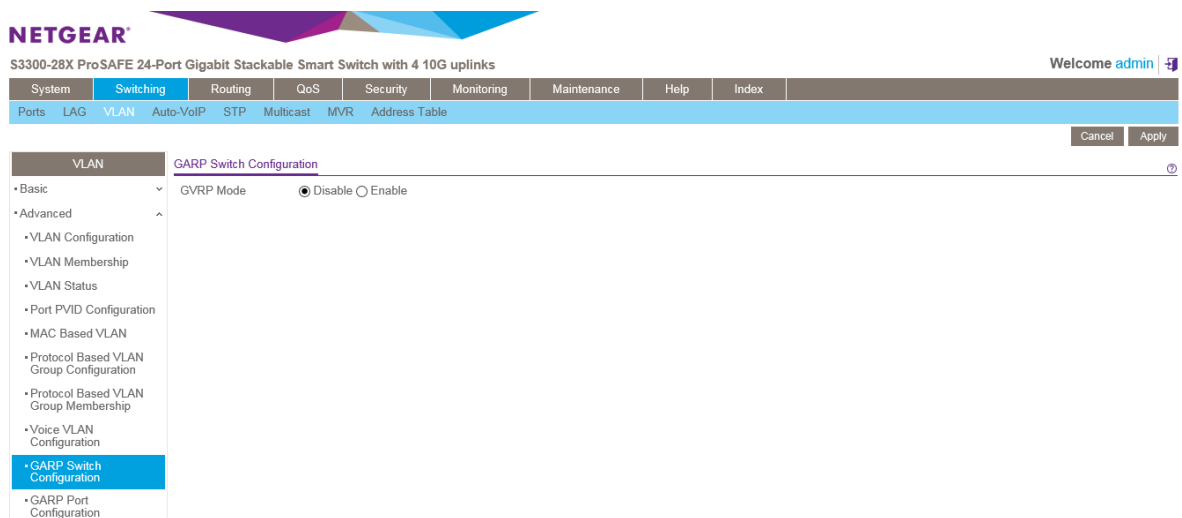 NETGEAR®
S3300-28X ProSAFE 24-Port Gigabit Stackable Smart Switch with 4 10G uplinks
Welcome admin
System Switching Routing QoS Security Monitoring Maintenance Help Index
Ports LAG VLAN Auto-VoIP STP Multicast MVR Address Table
Cancel Apply
VLAN
GARP Switch Configuration
Basic
GVRP Mode Disable Enable
Advanced
VLAN Configuration
VLAN Membership
VLAN Status
Port PVID Configuration
MAC Based VLAN
Protocol Based VLAN
Group Configuration
Protocol Based VLAN
Group Membership
Voice VLAN
Configuration
GARP Switch
Configuration
GARP Port
Configuration